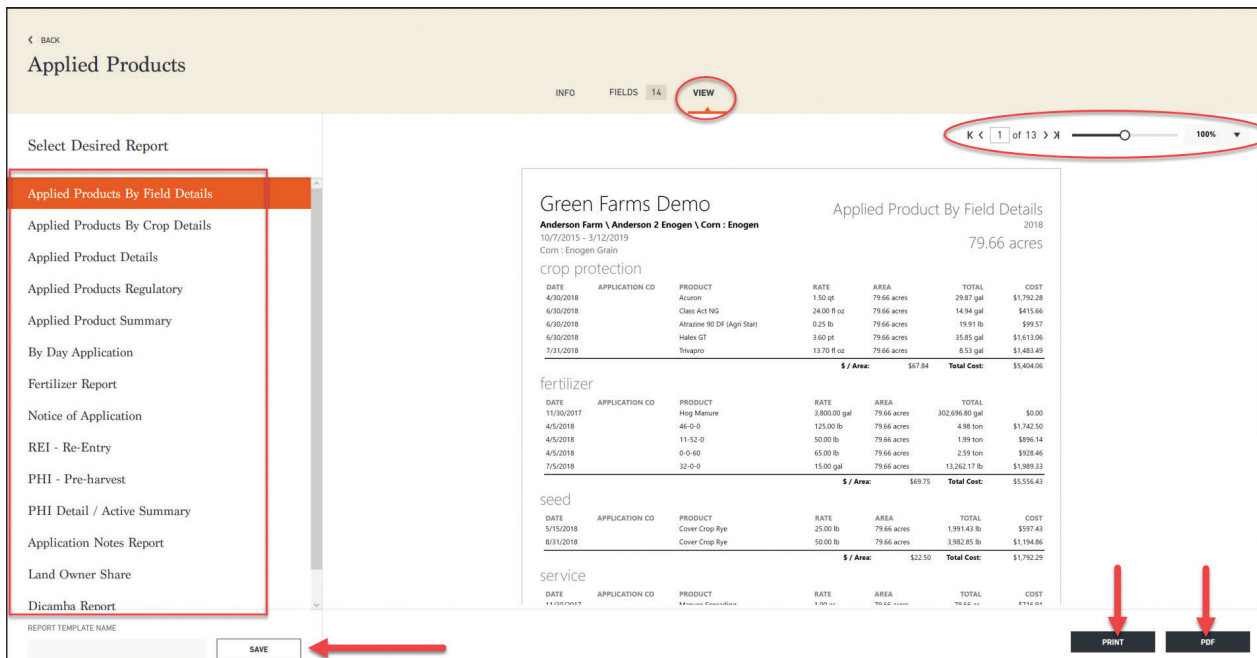 BACK
Applied Products
INFO FIELDS 14 VIEW
Select Desired Report
Applied Products By Field Details
Applied Products By Crop Details
Applied Product Details
Applied Products Regulatory
Applied Product Summary
By Day Application
Fertilizer Report
Notice of Application
REI - Re-Entry
PHI - Pre-harvest
PHI Detail / Active Summary
Application Notes Report
Land Owner Share
Dicamba Report
REPORT TEMPLATE NAME
SAVE
1 of 13 100%
Green Farms Demo
Applied Product By Field Details
Anderson Farm \ Anderson 2 Enogen \ Corn : Enogen
2018
10/7/2015 - 3/12/2019
79.66 acres
Corn : Enogen Grain
crop protection
DATE APPLICATION CO PRODUCT RATE AREA TOTAL COST
4/30/2018 Acuron 1.50 qt 79.66 acres 29.87 gal $1,792.28
6/30/2018 Class Act NG 24.00 fl oz 79.66 acres 14.94 gal $415.66
6/30/2018 Atrazine 90 DF (Agri Star) 0.25 lb 79.66 acres 19.91 lb $99.57
6/30/2018 Halex GT 3.60 pt 79.66 acres 35.85 gal $1,613.06
7/31/2018 Trivapro 13.70 fl oz 79.66 acres 8.53 gal $1,483.49
$ / Area: $67.84 Total Cost: $5,404.06
fertilizer
DATE APPLICATION CO PRODUCT RATE AREA TOTAL
11/30/2017 Hog Manure 3,800.00 gal 79.66 acres 302,696.80 gal $0.00
4/5/2018 46-0-0 125.00 lb 79.66 acres 4.98 ton $1,742.50
4/5/2018 11-52-0 50.00 lb 79.66 acres 1.99 ton $896.14
4/5/2018 0-0-60 65.00 lb 79.66 acres 2.59 ton $928.46
7/5/2018 32-0-0 15.00 gal 79.66 acres 13,262.17 lb $1,989.33
$ / Area: $69.75 Total Cost: $5,556.43
seed
DATE APPLICATION CO PRODUCT RATE AREA TOTAL COST
5/15/2018 Cover Crop Rye 25.00 lb 79.66 acres 1,991.43 lb $597.43
8/31/2018 Cover Crop Rye 50.00 lb 79.66 acres 3,982.85 lb $1,194.86
$ / Area: $22.50 Total Cost: $1,792.29
service
DATE APPLICATION CO PRODUCT RATE AREA TOTAL COST
11/30/2017 Manure Spreading 1.00 ac 79.66 acres 79.66 ac
PRINT PDF